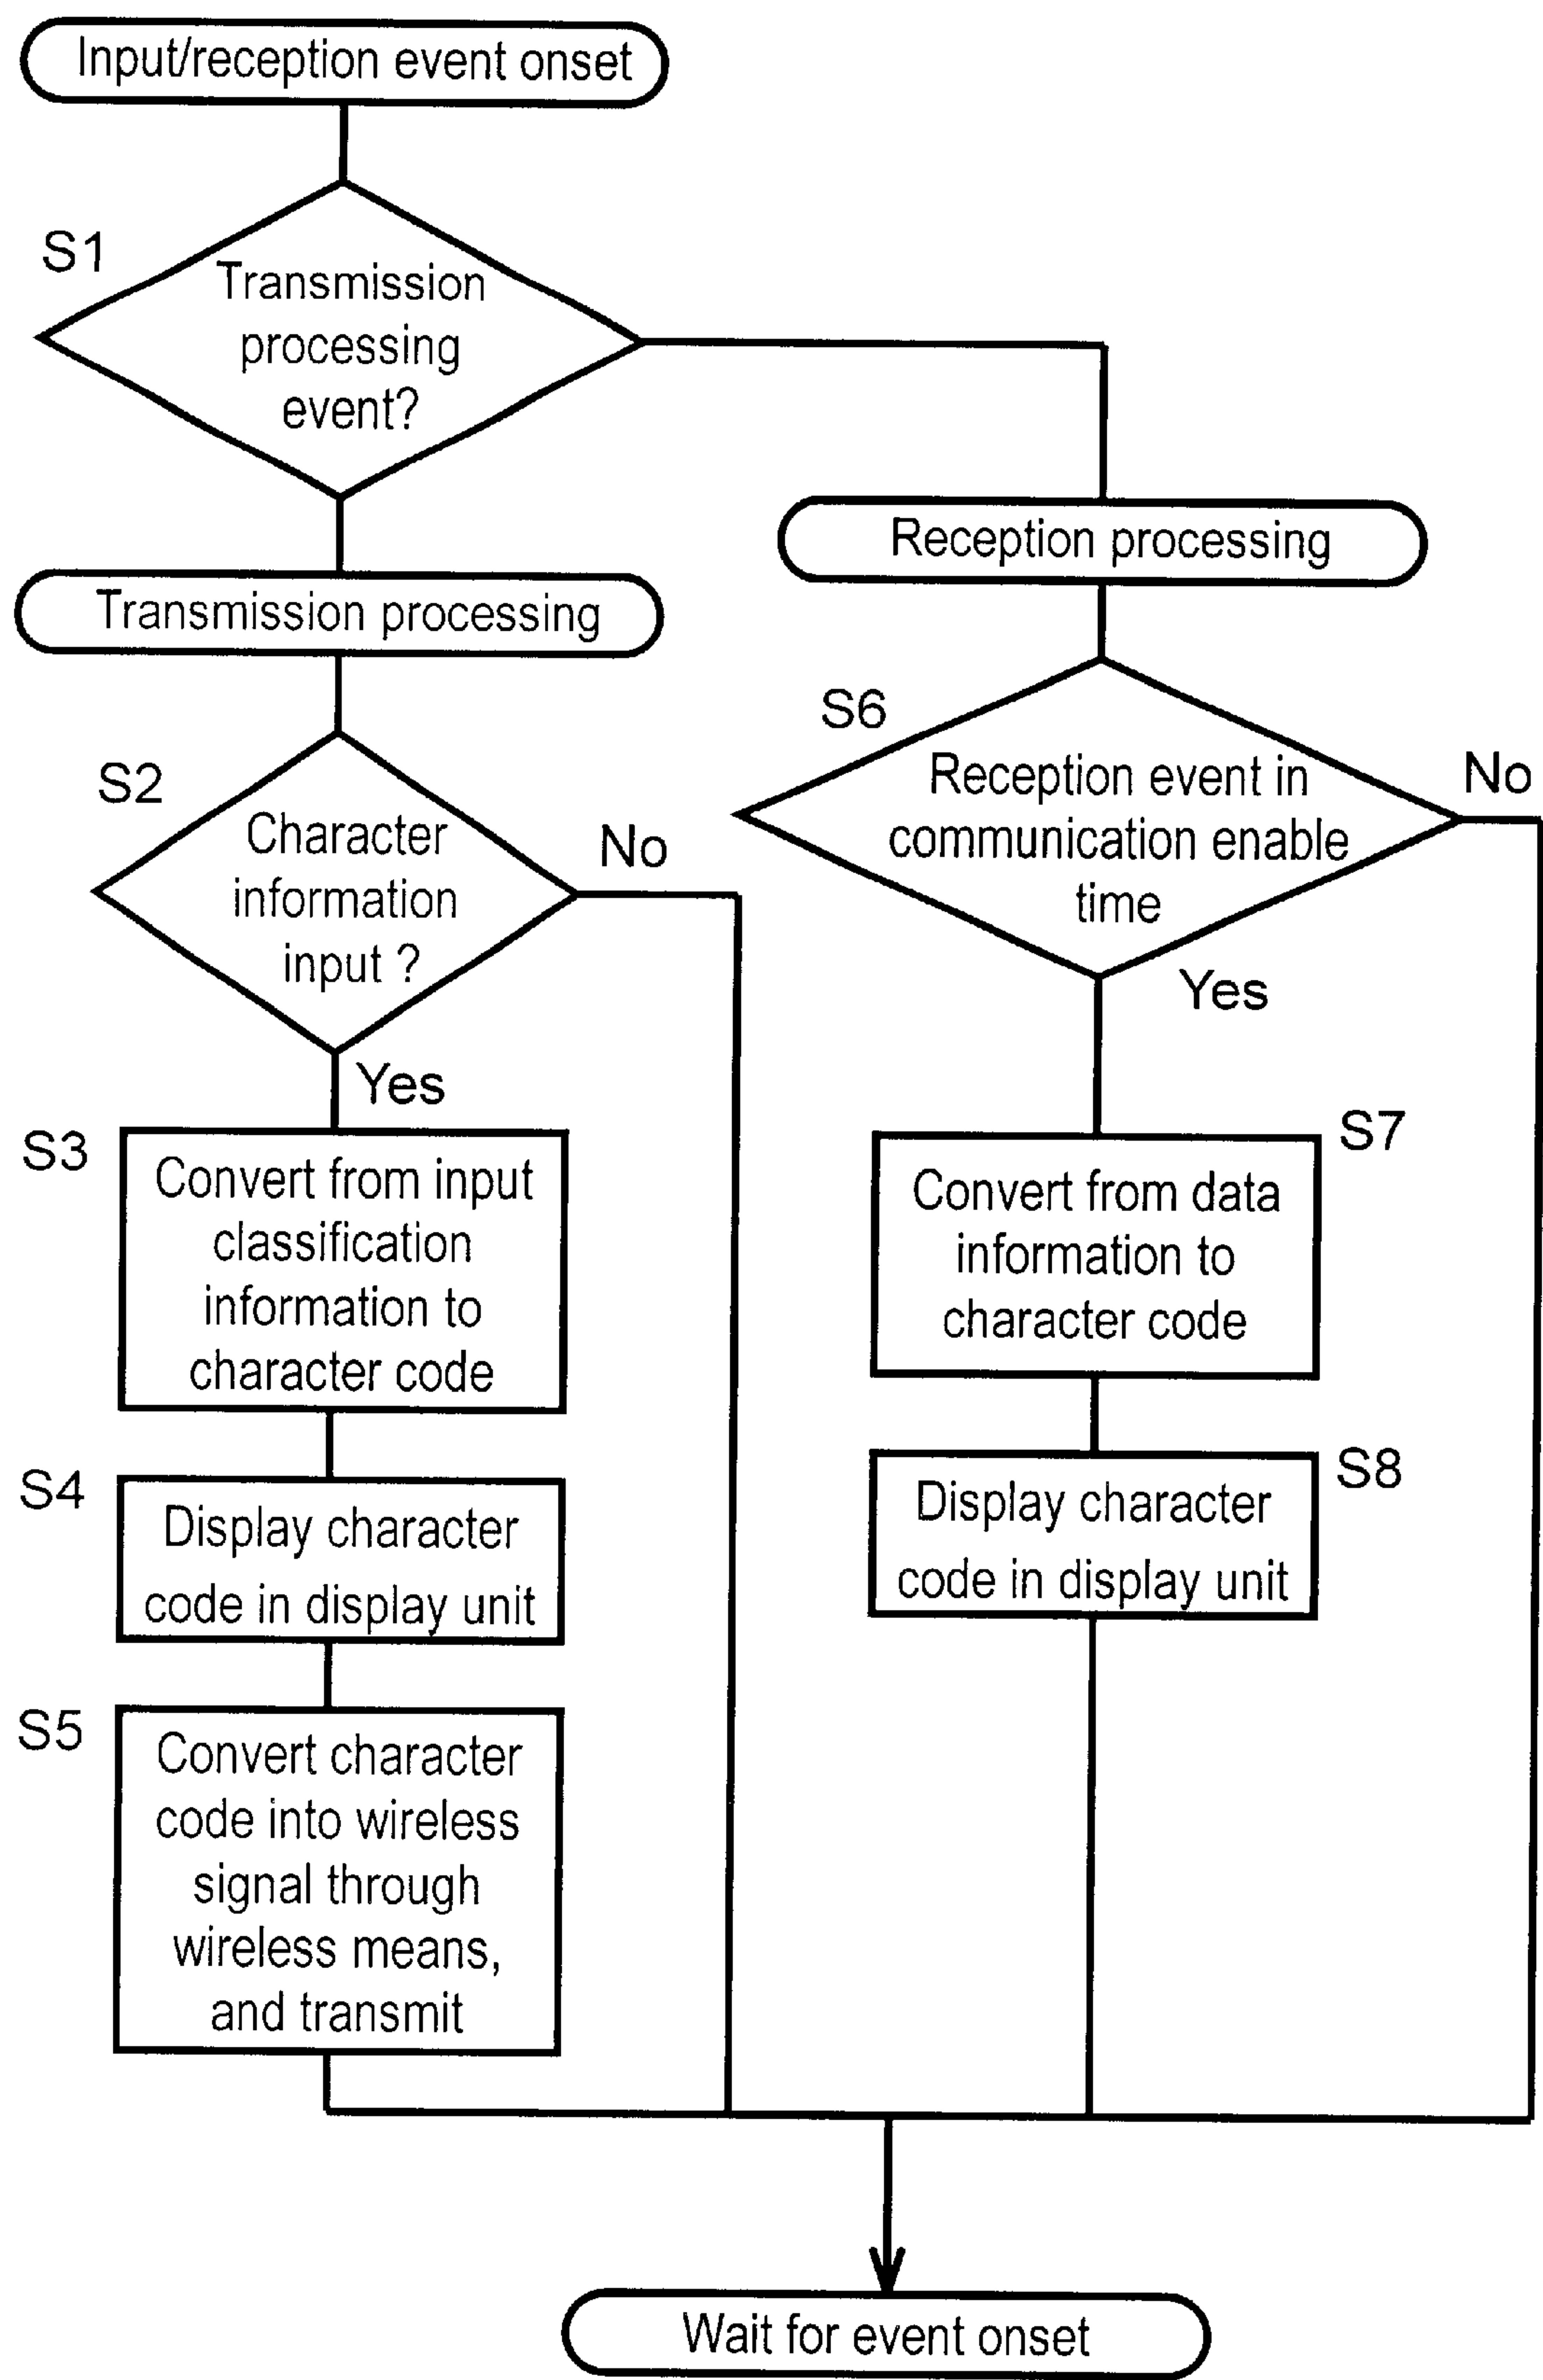 Input/reception event onset
S1
Transmission
processing
event?
Transmission processing
S2
Character
information
input ?
No
Yes
S3
Convert from input
classification
information to
character code
S4
Display character
code in display unit
S5
Convert character
code into wireless
signal through
wireless means,
and transmit
Reception processing
S6
Reception event in
communication enable
time
No
Yes
S7
Convert from data
information to
character code
S8
Display character
code in display unit
Wait for event onset